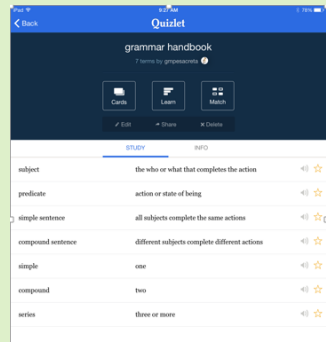 iPad 9:27 AM 76%
Back Quizlet
grammar handbook
7 terms by gmpesacreta
Cards Learn Match
Edit Share Delete
STUDY INFO
subject the who or what that completes the action
predicate action or state of being
simple sentence all subjects complete the same actions
compound sentence different subjects complete different actions
simple one
compound two
series three or more